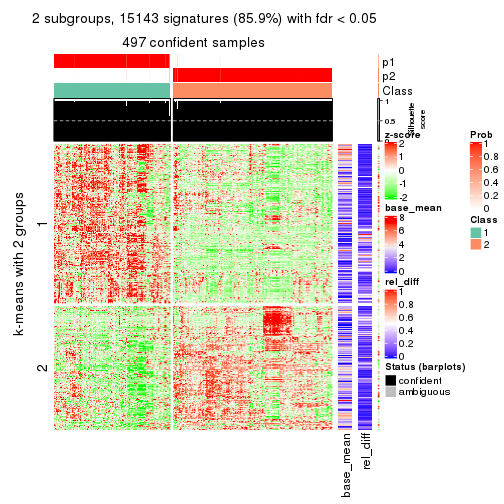 2 subgroups, 15143 signatures (85.9%) with fdr < 0.05
497 confident samples
p1
p2
Class
1
0.5
0
Silhouette
score
k-means with 2 groups
1
2
base_mean
rel_diff
z-score
2
1
0
-1
-2
base_mean
8
6
4
2
0
rel_diff
1
0.8
0.6
0.4
0.2
0
Status (barplots)
confident
ambiguous
Prob
1
0.8
0.6
0.4
0.2
0
Class
1
2